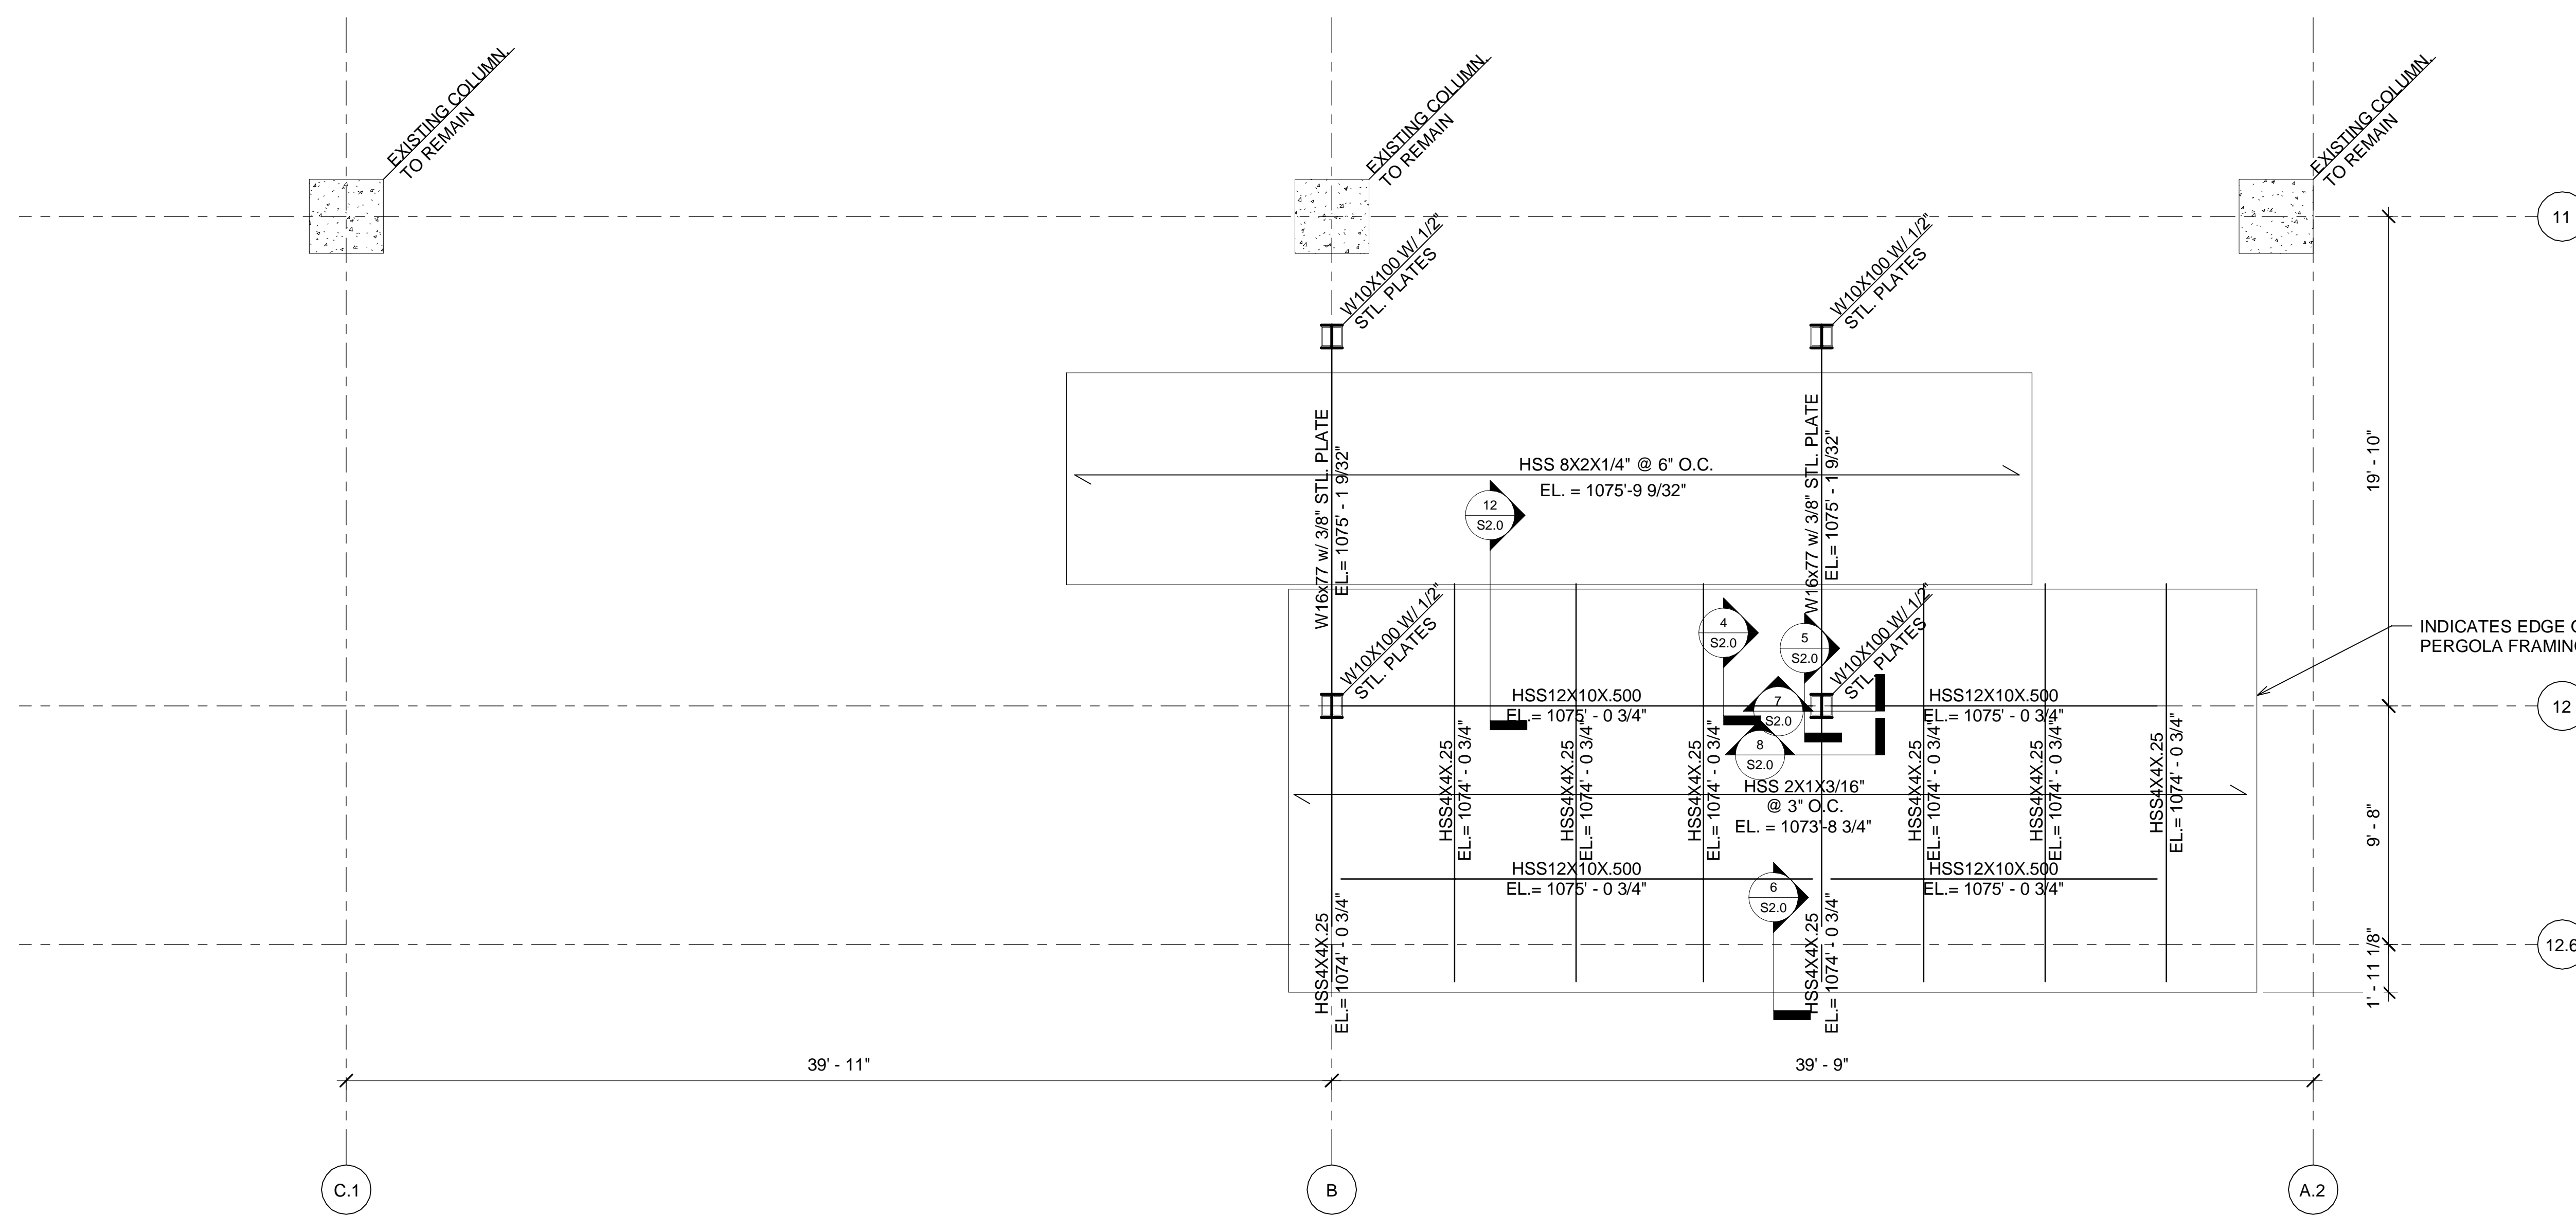 EXISTING COLUMN.
TO REMAIN
EXISTING COLUMN.
TO REMAIN
EXISTING COLUMN.
TO REMAIN
11
W10X100 W/ 1/2"
STL. PLATES
W10X100 W/ 1/2"
STL. PLATES
W16x77 w/ 3/8" STL. PLATE
EL.= 1075' - 1 9/32"
W16x77 w/ 3/8" STL. PLATE
EL.= 1075' - 1 9/32"
HSS 8X2X1/4" @ 6" O.C.
EL. = 1075'-9 9/32"
19' - 10"
12
S2.0
4
S2.0
5
S2.0
W10X100 W/ 1/2"
STL. PLATES
W10X100 W/ 1/2"
STL. PLATES
INDICATES EDGE
PERGOLA FRAMING
HSS12X10X.500
EL.= 1075' - 0 3/4"
7
S2.0
HSS12X10X.500
EL.= 1075' - 0 3/4"
12
8
S2.0
HSS4X4X.25
EL.= 1074' - 0 3/4"
HSS4X4X.25
EL.= 1074' - 0 3/4"
HSS4X4X.25
EL.= 1074' - 0 3/4"
HSS4X4X.25
EL.= 1074' - 0 3/4"
HSS4X4X.25
EL.= 1074' - 0 3/4"
HSS4X4X.25
EL.= 1074' - 0 3/4"
HSS 2X1X3/16"
@ 3" O.C.
EL. = 1073'-8 3/4"
9' - 8"
HSS12X10X.500
EL.= 1075' - 0 3/4"
HSS12X10X.500
EL.= 1075' - 0 3/4"
6
S2.0
HSS4X4X.25
EL.= 1074' - 0 3/4"
HSS4X4X.25
EL.= 1074' - 0 3/4"
12.6
1' - 11 1/8"
39' - 11"
39' - 9"
C.1
B
A.2